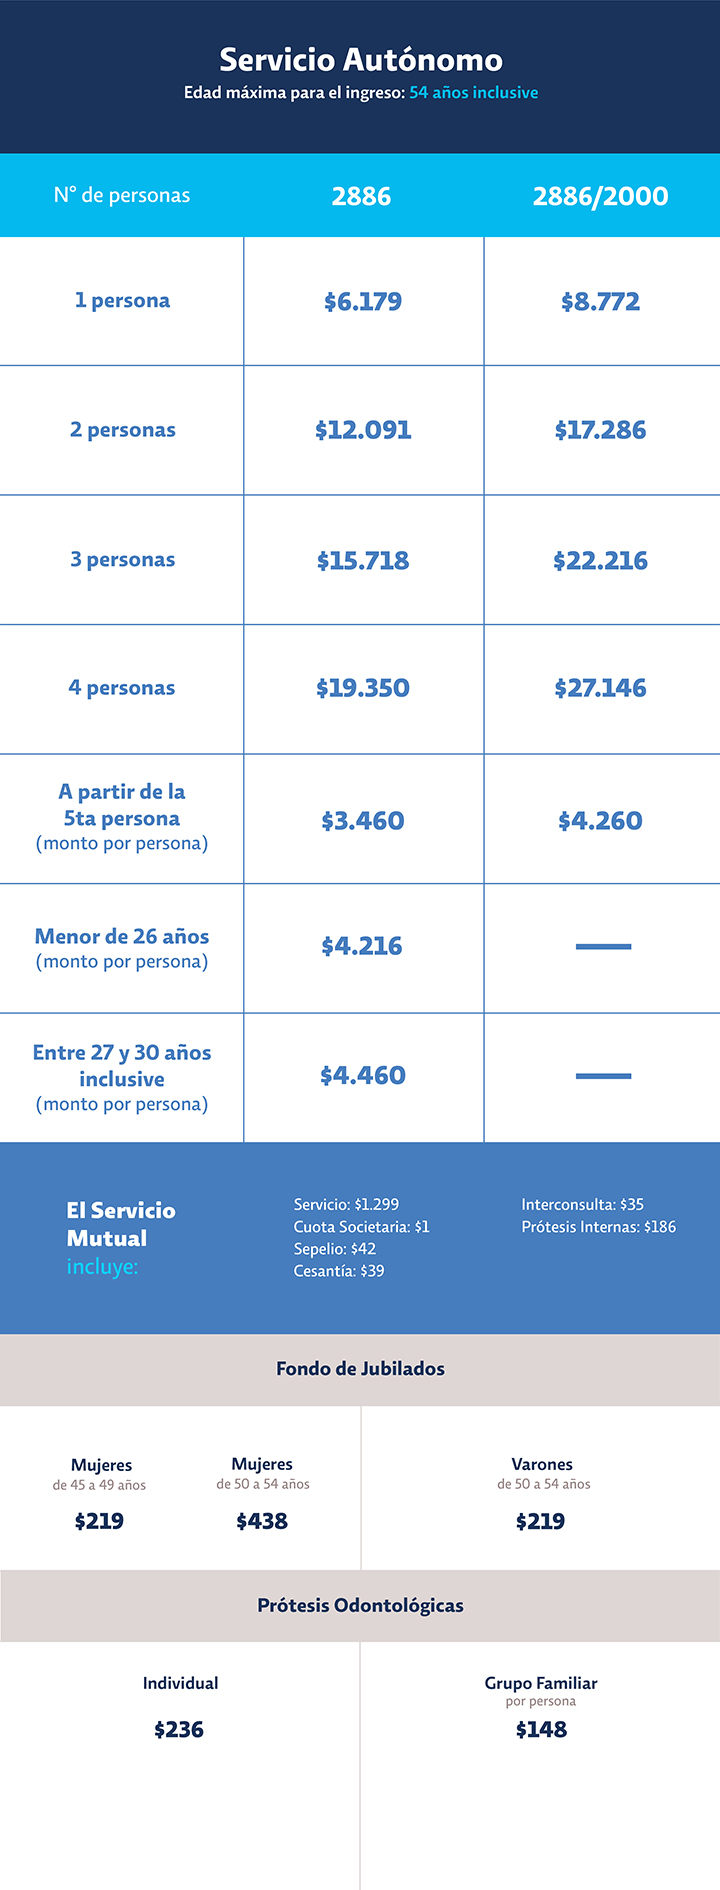 Servicio Autónomo
Edad máxima para el ingreso: 54 años inclusive
N° de personas 2886 2886/2000
1 persona $6.179 $8.772
2 personas $12.091 $17.286
3 personas $15.718 $22.216
4 personas $19.350 $27.146
A partir de la
5ta persona
(monto por persona)
$3.460 $4.260
Menor de 26 años
(monto por persona)
$4.216
Entre 27 y 30 años
inclusive
(monto por persona)
$4.460
El Servicio
Mutual
incluye:
Servicio: $1.299
Cuota Societaria: $1
Sepelio: $42
Cesantía: $39
Interconsulta: $35
Prótesis Internas: $186
Fondo de Jubilados
Mujeres
de 45 a 49 años
$219
Mujeres
de 50 a 54 años
$438
Varones
de 50 a 54 años
$219
Prótesis Odontológicas
Individual
$236
Grupo Familiar
por persona
$148